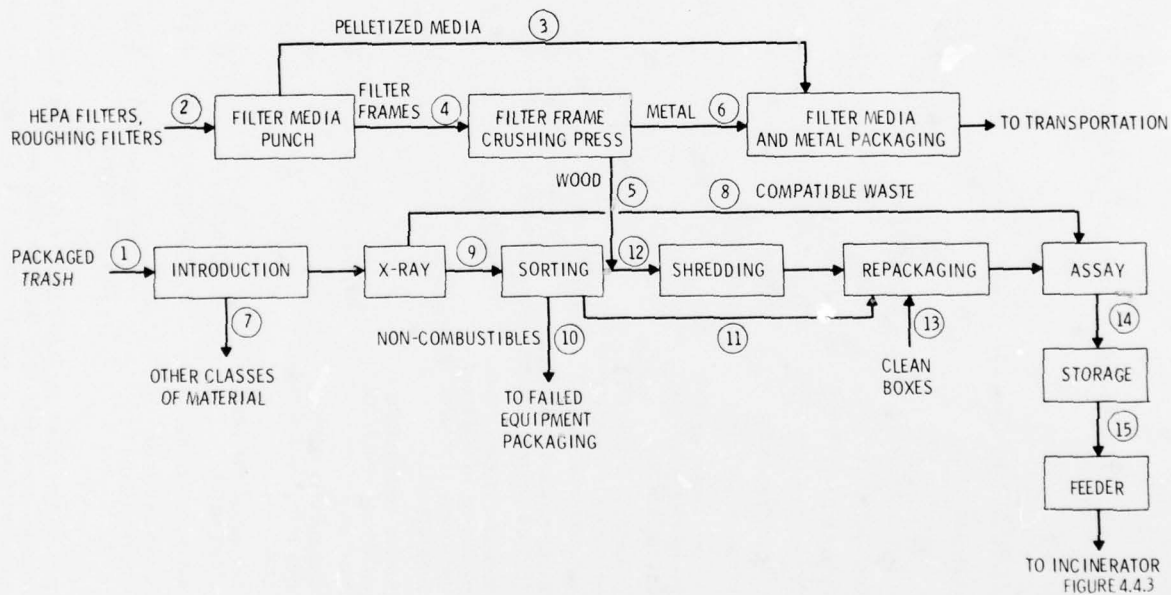 PELLETIZED MEDIA 3
HEPA FILTERS,
ROUGHING FILTERS
2
FILTER MEDIA
PUNCH
FILTER
FRAMES
4
FILTER FRAME
CRUSHING PRESS
METAL 6
FILTER MEDIA
AND METAL PACKAGING
TO TRANSPORTATION
WOOD 5
8 COMPATIBLE WASTE
PACKAGED
TRASH
1
INTRODUCTION
X-RAY
9
SORTING
12
SHREDDING
REPACKAGING
ASSAY
7
OTHER CLASSES
OF MATERIAL
NON-COMBUSTIBLES 10
TO FAILED
EQUIPMENT
PACKAGING
11
13
CLEAN
BOXES
14
STORAGE
15
FEEDER
TO INCINERATOR
FIGURE 4.4.3